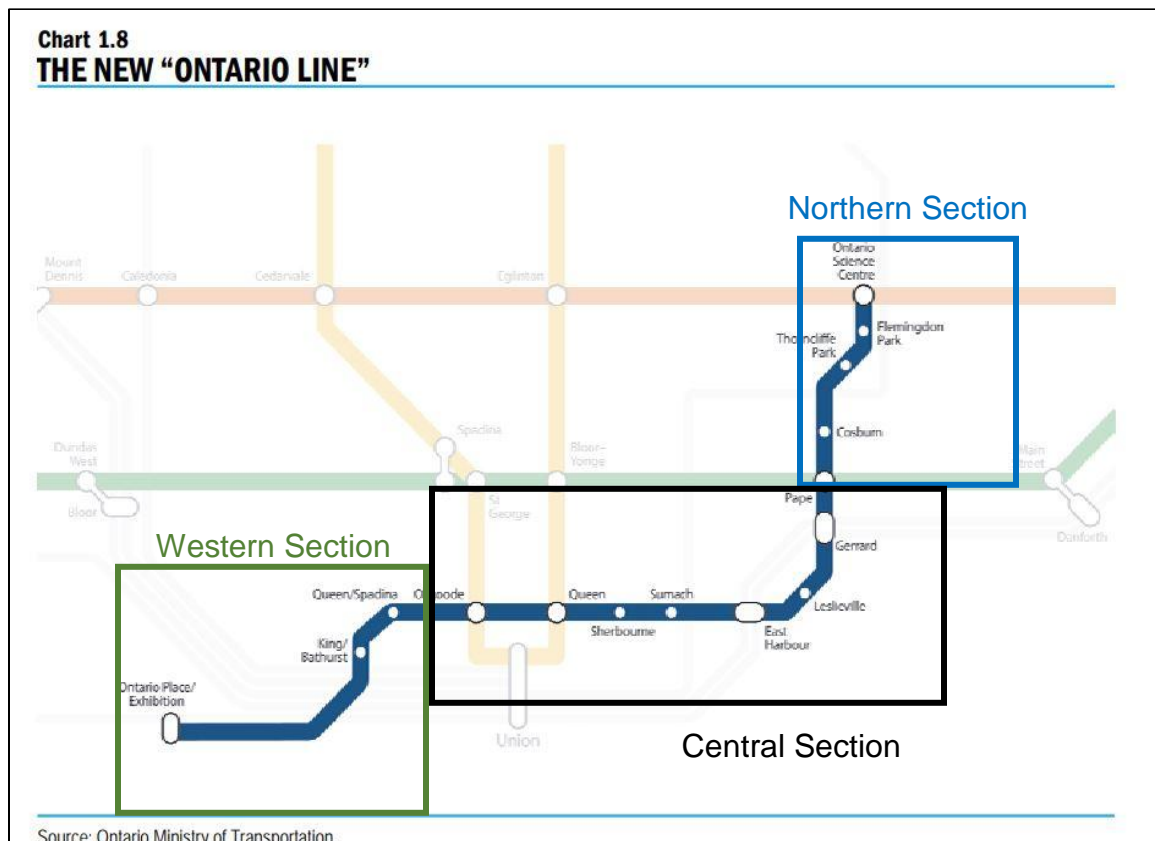 Chart 1.8
THE NEW “ONTARIO LINE”
Northern Section
Ontario
Science
Centre
Mount
Dennis
Caledonia
Cedarvale
Eglinton
Flemingdon
Park
Thorncliffe
Park
Cosburn
Spadina
Dundas
West
Bloor–
Yonge
Main
Street
Bloor
St
George
Pape
Danforth
Gerrard
Western Section
Queen/Spadina
Osgoode
Queen
Sumach
Leslieville
Sherbourne
East
Harbour
King/
Bathurst
Ontario Place/
Exhibition
Union
Central Section
Source: Ontario Ministry of Transportation